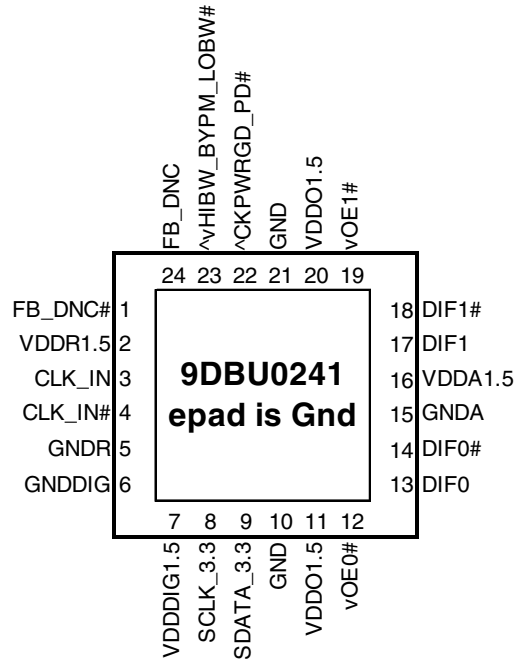 FB_DNC
^vHIBW_BYPM_LOBW#
^CKPWRGD_PD#
GND
VDDO1.5
vOE1#
24 23 22 21 20 19
FB_DNC# 1
VDDR1.5 2
CLK_IN 3
CLK_IN# 4
GNDR 5
GNDDIG 6
9DBU0241
epad is Gnd
18 DIF1#
17 DIF1
16 VDDA1.5
15 GNDA
14 DIF0#
13 DIF0
7 8 9 10 11 12
VDDDIG1.5
SCLK_3.3
SDATA_3.3
GND
VDDO1.5
vOE0#